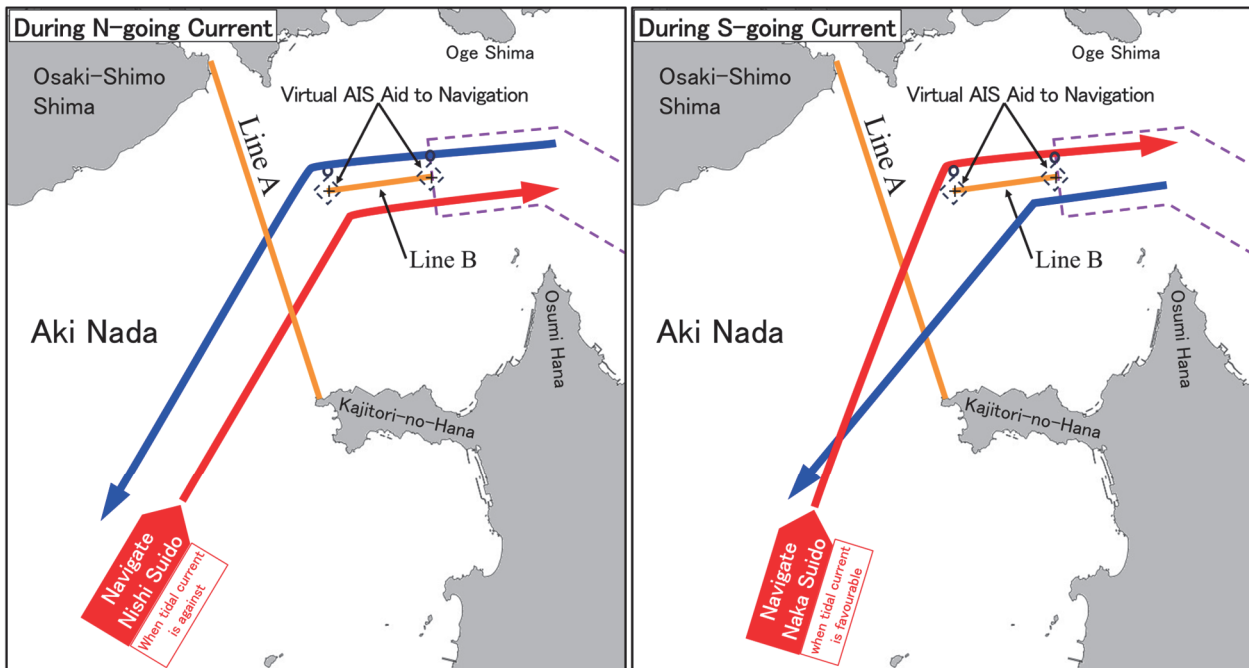 During N-going Current
Oge Shima
Osaki-Shimo
Shima
Virtual AIS Aid to Navigation
Line A
Line B
Aki Nada
Osumi Hana
Kajitori-no-Hana
Navigate
Nishi Suido
When tidal current
is against
During S-going Current
Oge Shima
Osaki-Shimo
Shima
Virtual AIS Aid to Navigation
Line A
Line B
Aki Nada
Osumi Hana
Kajitori-no-Hana
Navigate
Naka Suido
when tidal current
is favourable